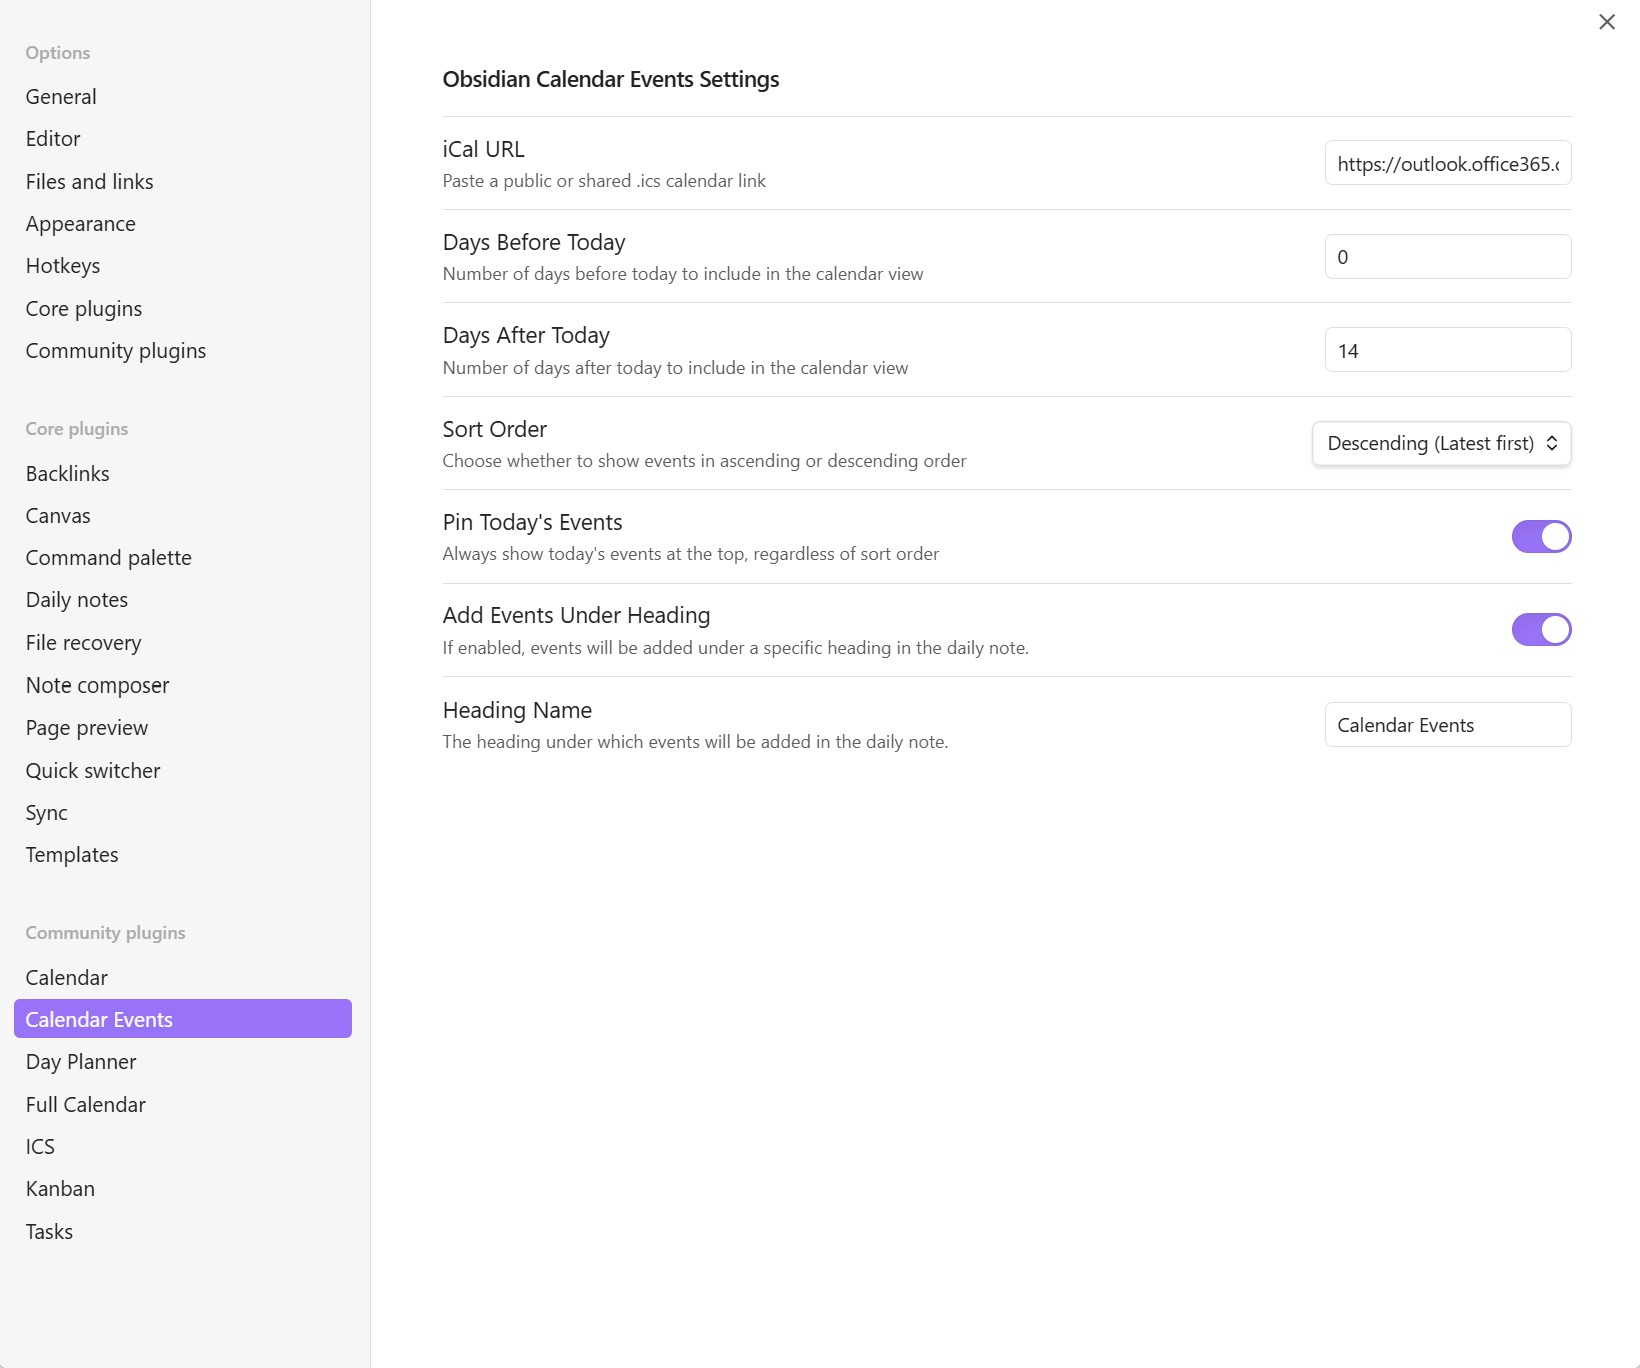 Options
General
Editor
Files and links
Appearance
Hotkeys
Core plugins
Community plugins
Core plugins
Backlinks
Canvas
Command palette
Daily notes
File recovery
Note composer
Page preview
Quick switcher
Sync
Templates
Community plugins
Calendar
Calendar Events
Day Planner
Full Calendar
ICS
Kanban
Tasks
Obsidian Calendar Events Settings
iCal URL
Paste a public or shared .ics calendar link
https://outlook.office365.c
Days Before Today
Number of days before today to include in the calendar view
0
Days After Today
Number of days after today to include in the calendar view
14
Sort Order
Choose whether to show events in ascending or descending order
Descending (Latest first)
Pin Today's Events
Always show today's events at the top, regardless of sort order
Add Events Under Heading
If enabled, events will be added under a specific heading in the daily note.
Heading Name
The heading under which events will be added in the daily note.
Calendar Events